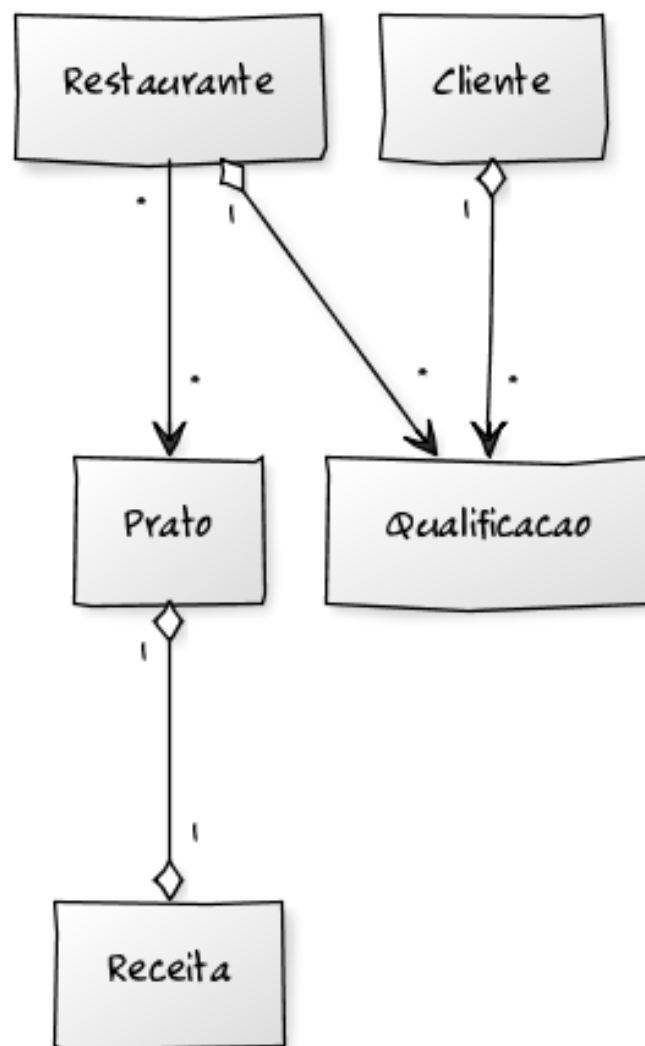 Restaurante
Cliente
*
1
1
*
*
*
Prato
Qualificacao
1
1
Receita